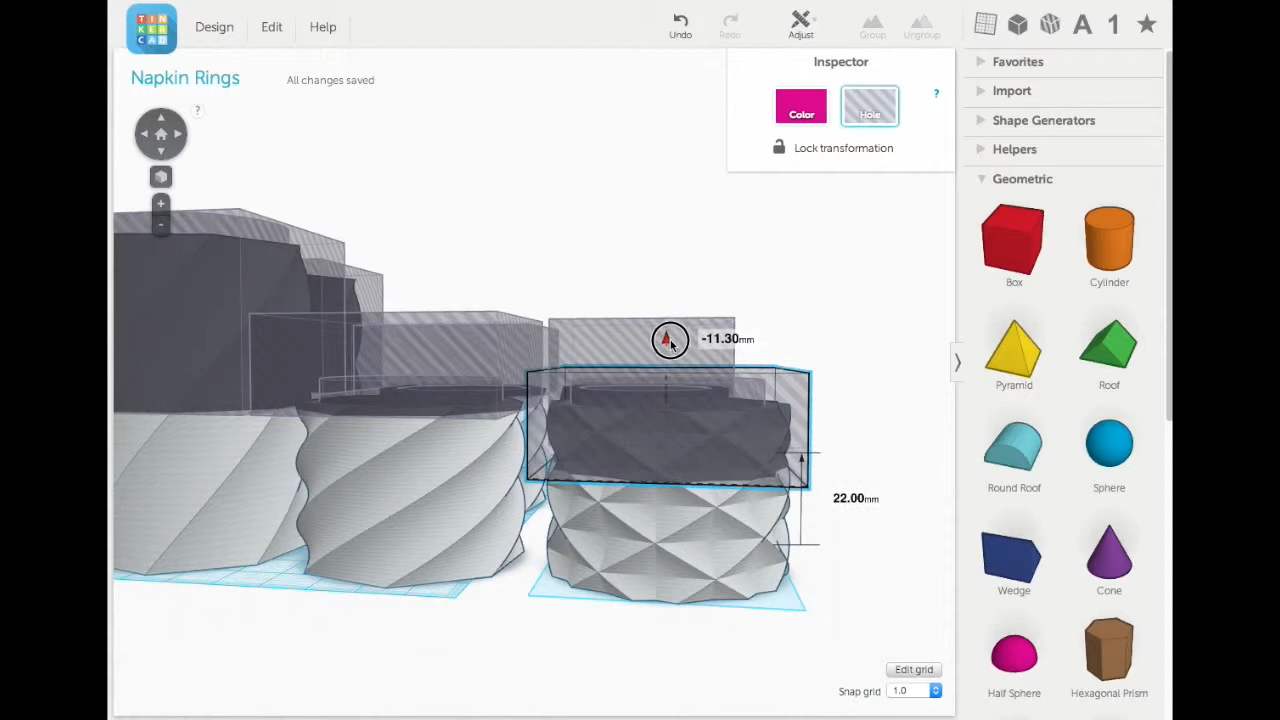 TIN
KER
CAD
Design
Edit
Help
Undo
Redo
Adjust
Group
Ungroup
A
1
Napkin Rings
All changes saved
?
Inspector
Color
Hole
?
Lock transformation
-11.30mm
22.00mm
Edit grid
Snap grid
1.0
Favorites
Import
Shape Generators
Helpers
Geometric
Box
Cylinder
Pyramid
Roof
Round Roof
Sphere
Wedge
Cone
Half Sphere
Hexagonal Prism